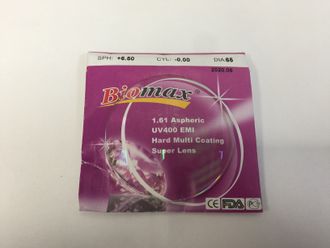 SPH: +6.50 CYL: -0.00 DIA:65
2020.06
Biomax®
1.61 Aspheric
UV400 EMI
Hard Multi Coating
Super Lens
CE FDA